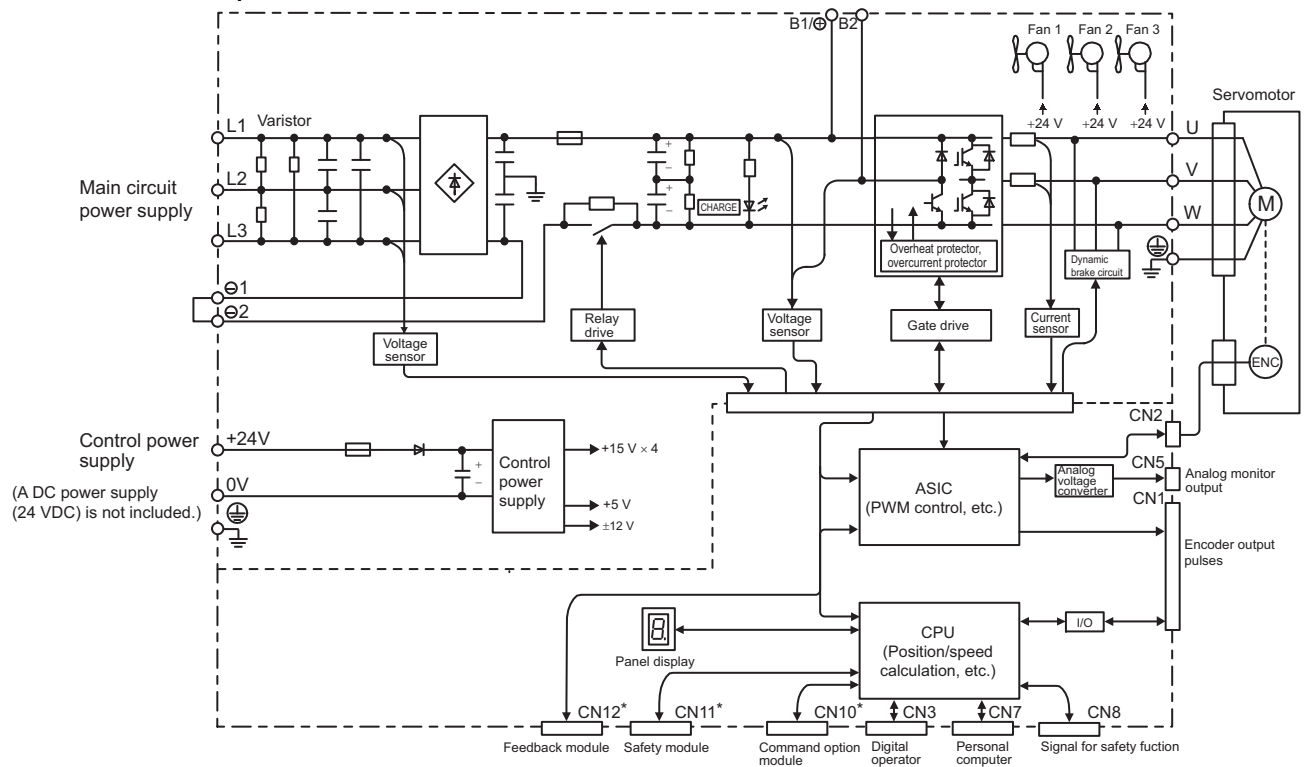 B1/⊕ B2
Fan 1 Fan 2 Fan 3
+24 V +24 V +24 V
Servomotor
L1 Varistor
U
Main circuit
power supply
L2
V
L3
W
M
+
−
+
−
CHARGE
Overheat protector,
overcurrent protector
Dynamic
brake circuit
⊖1
⊖2
Voltage
sensor
Relay
drive
Voltage
sensor
Gate drive
Current
sensor
ENC
Control power
supply
(A DC power supply
(24 VDC) is not included.)
+24V
0V
+
−
Control
power
supply
+15 V × 4
+5 V
±12 V
ASIC
(PWM control, etc.)
Analog
voltage
converter
CN2
CN5
Analog monitor
output
CN1
Encoder output
pulses
8.
Panel display
CPU
(Position/speed
calculation, etc.)
I/O
CN12* CN11* CN10* CN3 CN7 CN8
Feedback module
Safety module
Command option
module
Digital
operator
Personal
computer
Signal for safety fuction